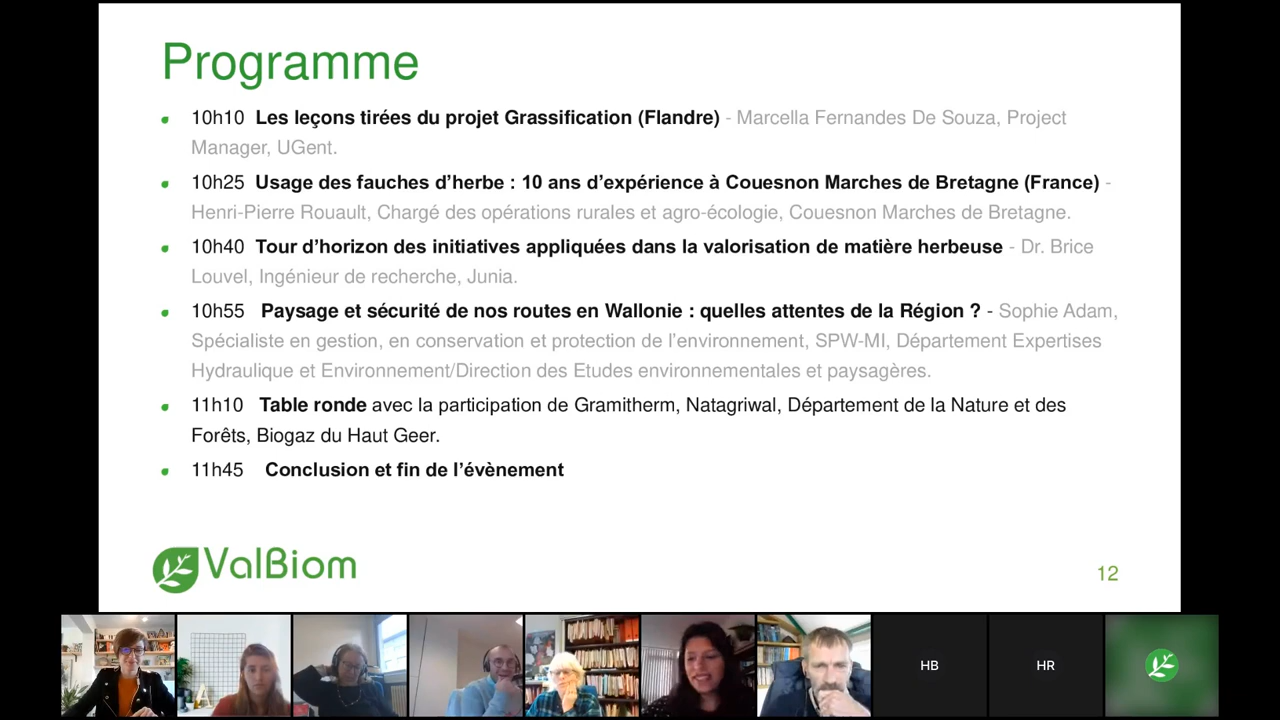 Programme
10h10 Les leçons tirées du projet Grassification (Flandre) - Marcella Fernandes De Souza, Project
Manager, UGent.
10h25 Usage des fauches d’herbe : 10 ans d’expérience à Couesnon Marches de Bretagne (France) -
Henri-Pierre Rouault, Chargé des opérations rurales et agro-écologie, Couesnon Marches de Bretagne.
10h40 Tour d’horizon des initiatives appliquées dans la valorisation de matière herbeuse - Dr. Brice
Louvel, Ingénieur de recherche, Junia.
10h55 Paysage et sécurité de nos routes en Wallonie : quelles attentes de la Région ? - Sophie Adam,
Spécialiste en gestion, en conservation et protection de l’environnement, SPW-MI, Département Expertises
Hydraulique et Environnement/Direction des Etudes environnementales et paysagères.
11h10 Table ronde avec la participation de Gramitherm, Natagriwal, Département de la Nature et des
Forêts, Biogaz du Haut Geer.
11h45 Conclusion et fin de l’évènement
ValBiom
12
HB
HR